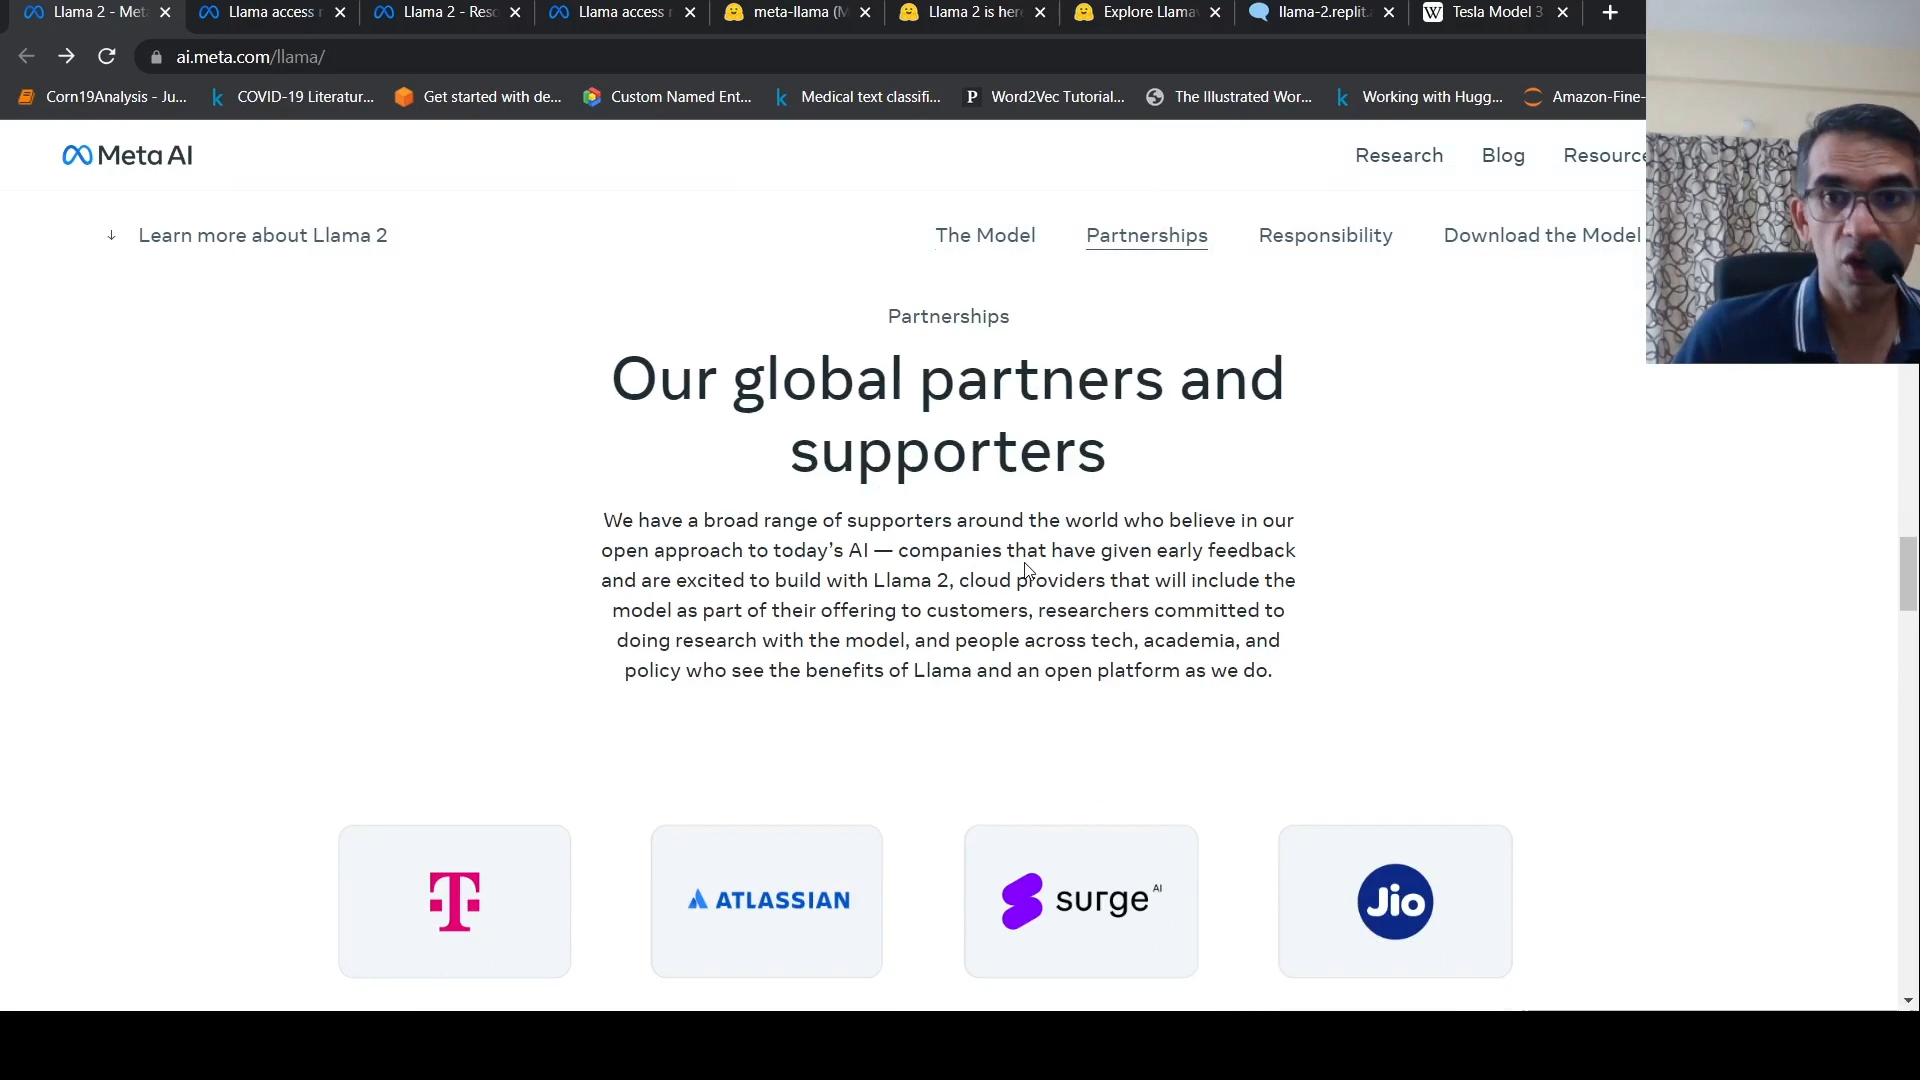 Llama 2 - Meta
Llama access r
Llama 2 - Reso
Llama access r
meta-llama (M
Llama 2 is here
Explore Llamav
llama-2.replit.
Tesla Model 3
ai.meta.com/llama/
Corn19Analysis - Ju...
COVID-19 Literatur...
Get started with de...
Custom Named Ent...
Medical text classifi...
Word2Vec Tutorial...
The Illustrated Wor...
Working with Hugg...
Amazon-Fine-
Meta AI
Research
Blog
Resource
↓ Learn more about Llama 2
The Model
Partnerships
Responsibility
Download the Model
Partnerships
Our global partners and
supporters
We have a broad range of supporters around the world who believe in our
open approach to today’s AI — companies that have given early feedback
and are excited to build with Llama 2, cloud providers that will include the
model as part of their offering to customers, researchers committed to
doing research with the model, and people across tech, academia, and
policy who see the benefits of Llama and an open platform as we do.
T
ATLASSIAN
surge AI
Jio